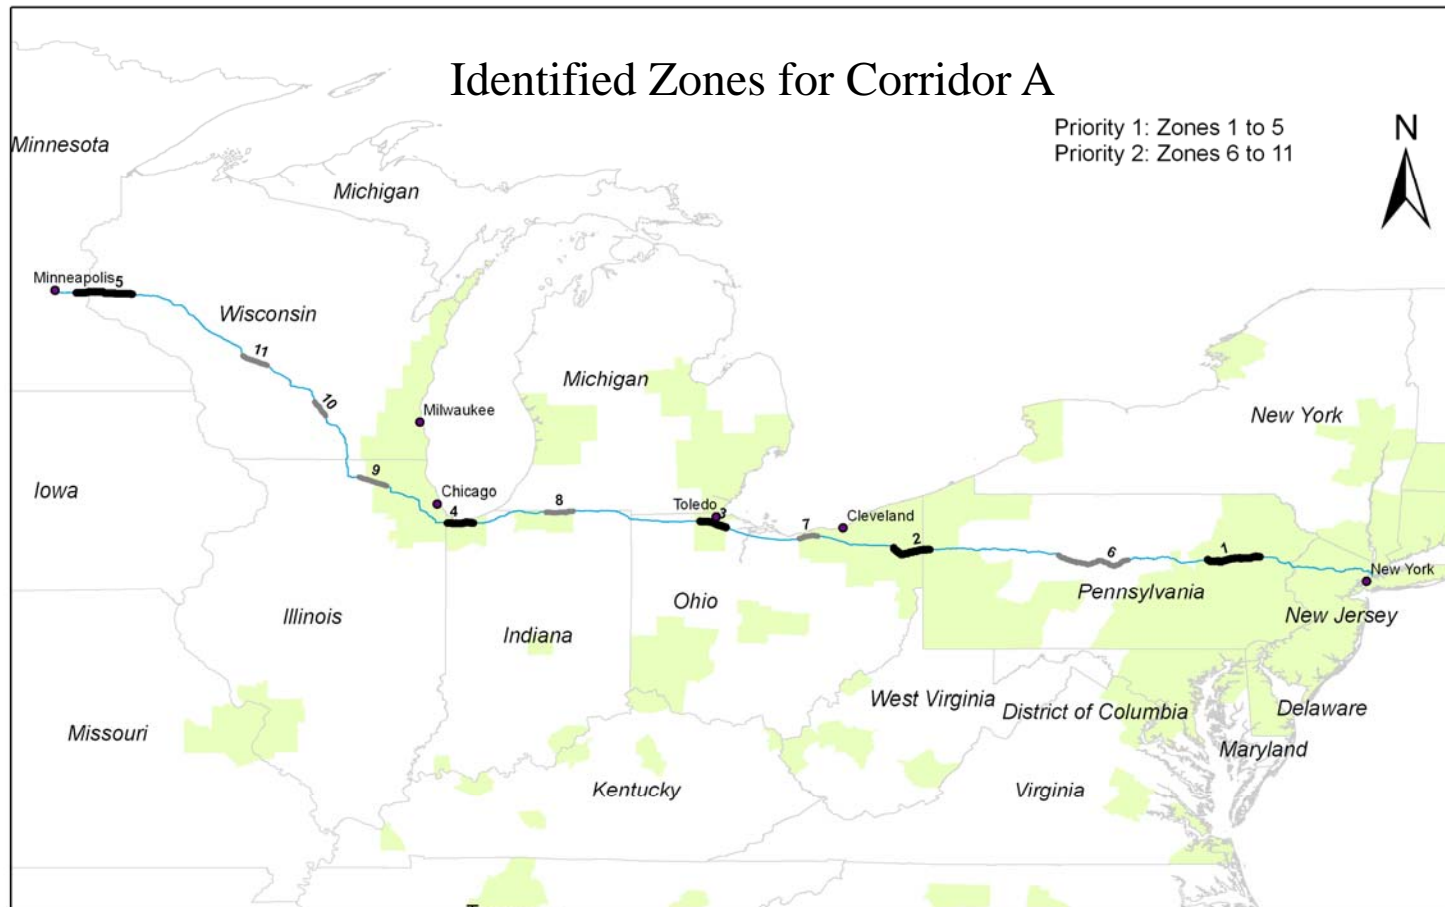 Identified Zones for Corridor A
Priority 1: Zones 1 to 5
Priority 2: Zones 6 to 11
N
Minnesota
Michigan
Minneapolis
5
Wisconsin
11
Michigan
10
Milwaukee
New York
9
Iowa
Chicago
8
4
Toledo
3
Cleveland
7
2
6
1
New York
Pennsylvania
Ohio
Illinois
New Jersey
Indiana
West Virginia
District of Columbia
Delaware
Missouri
Maryland
Kentucky
Virginia